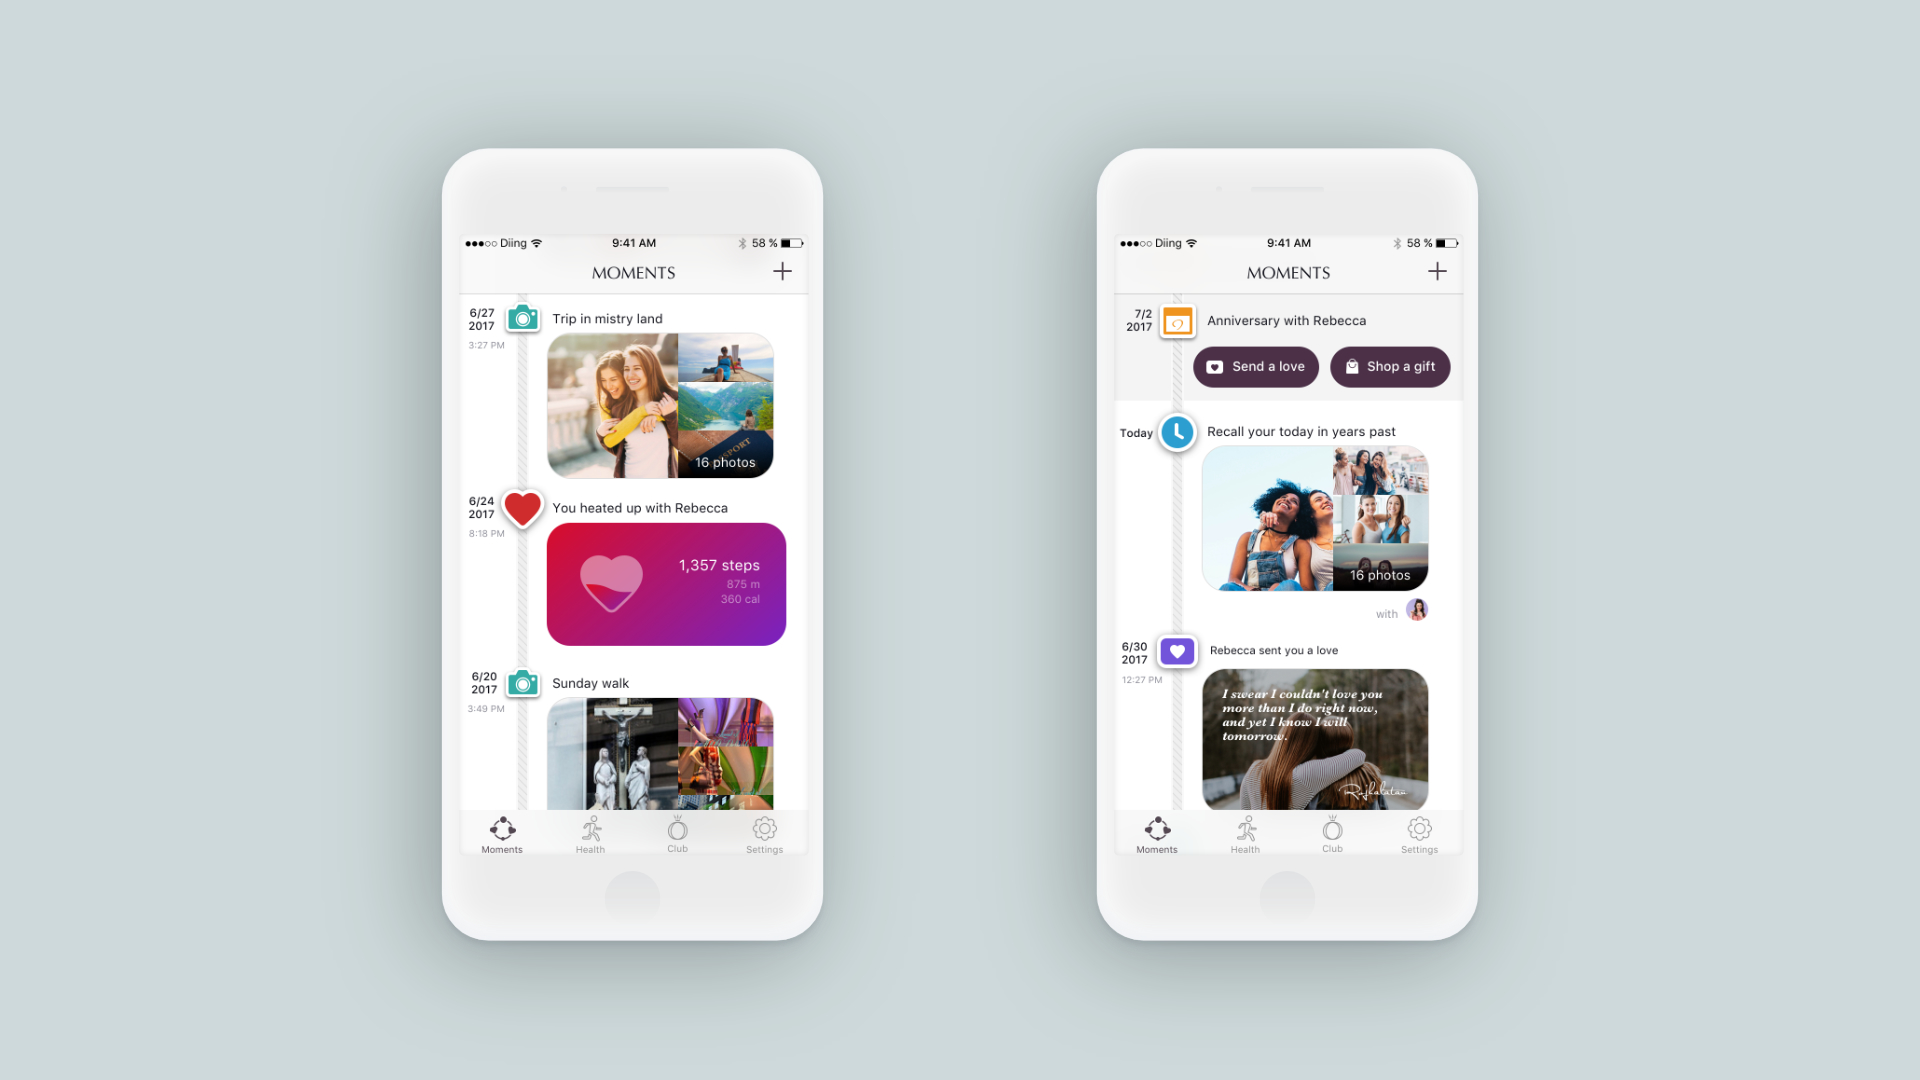 Diing
9:41 AM
58 %
MOMENTS
6/27
2017
3:27 PM
Trip in mistry land
PORT
16 photos
6/24
2017
8:18 PM
You heated up with Rebecca
1,357 steps
875 m
360 cal
6/20
2017
3:49 PM
Sunday walk
Moments
Health
Club
Settings
Diing
9:41 AM
58 %
MOMENTS
7/2
2017
Anniversary with Rebecca
Send a love
Shop a gift
Today
Recall your today in years past
16 photos
with
6/30
2017
12:27 PM
Rebecca sent you a love
I swear I couldn't love you
more than I do right now,
and yet I know I will
tomorrow.
Moments
Health
Club
Settings